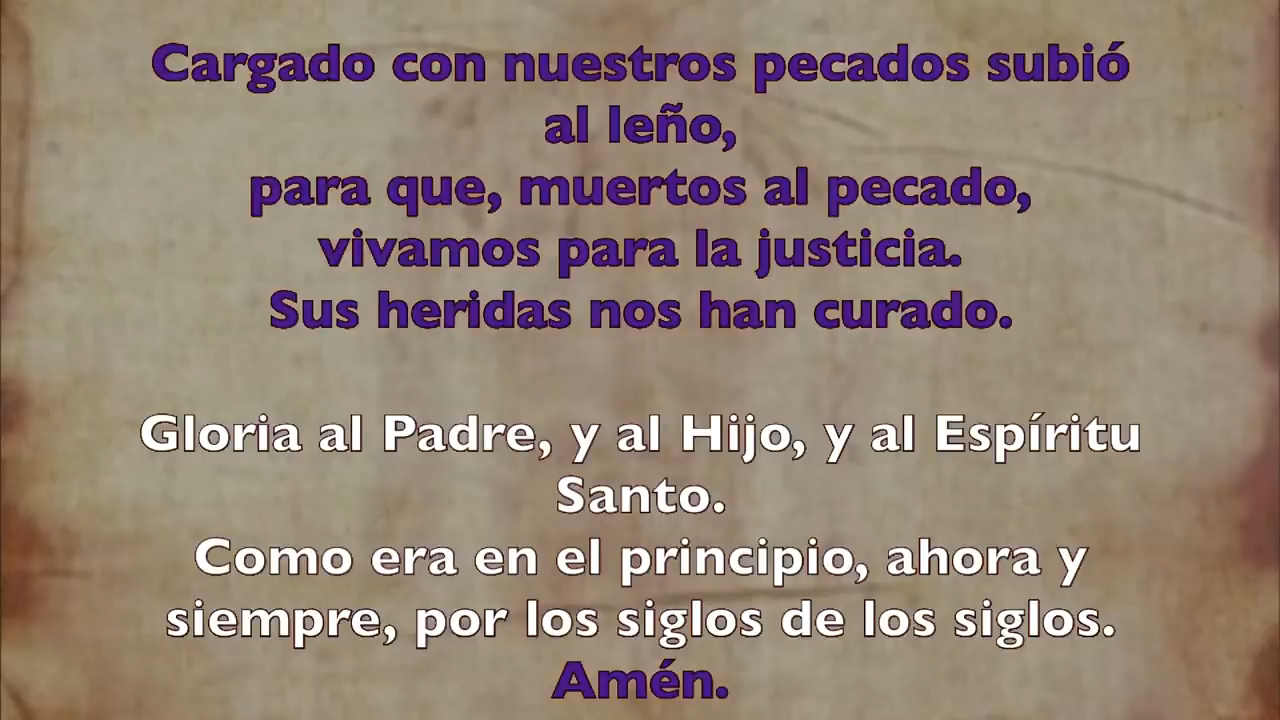 Cargado con nuestros pecados subió
al leño,
para que, muertos al pecado,
vivamos para la justicia.
Sus heridas nos han curado.
Gloria al Padre, y al Hijo, y al Espíritu
Santo.
Como era en el principio, ahora y
siempre, por los siglos de los siglos.
Amén.